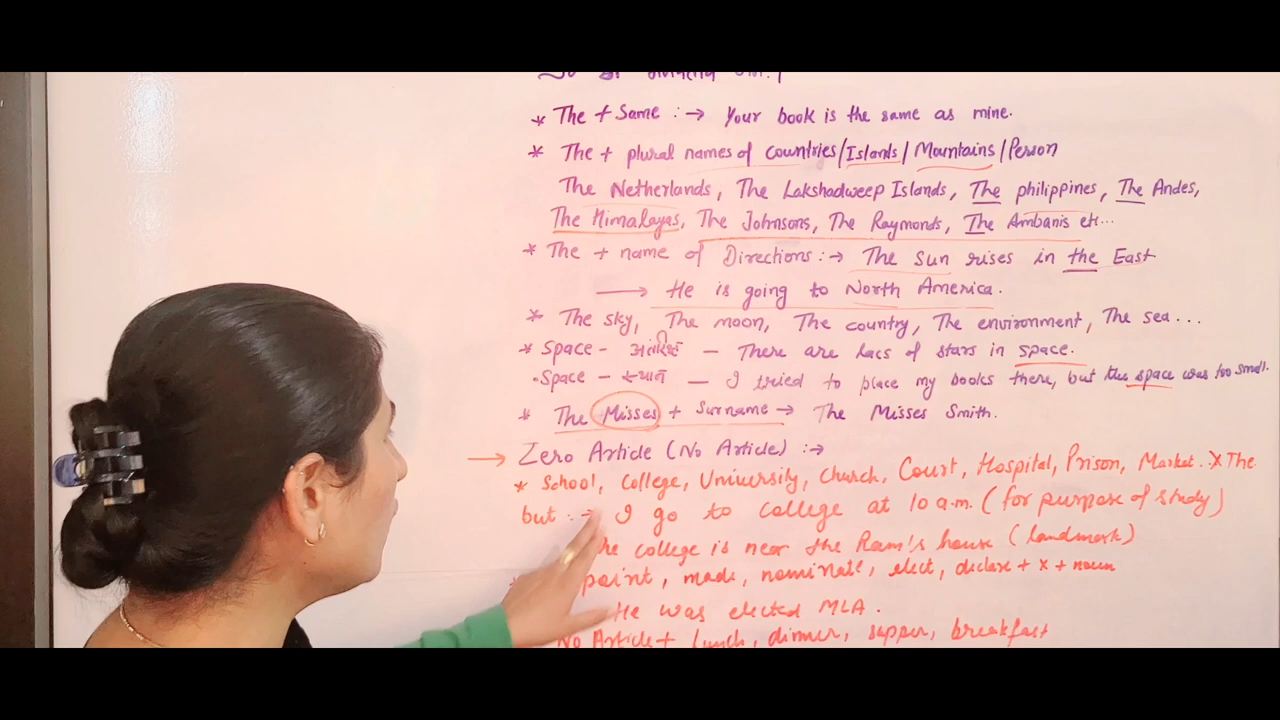 * The + Same :→ Your book is the same as mine.
* The + plural names of countries/Islands/Mountains/Person
The Netherlands, The Lakshadweep Islands, The philippines, The Andes,
The Himalayas, The Johnsons, The Raymonds, The Ambanis etc...
* The + name of Directions :→ The Sun rises in the East
→ He is going to North America.
* The sky, The moon, The country, The environment, The sea...
* Space - अंतरिक्ष – There are lacs of stars in space.
• Space - स्थान – I tried to place my books there, but the space was too small.
* The Misses + Surname → The Misses Smith.
→ Zero Article (No Article) :→
* School, College, University, Church, Court, Hospital, Prison, Market. X The
but :→ I go to college at 10 a.m. (for purpose of study)
he college is near the Ram's house (landmark)
point, made, nominate, elect, declare + x + noun
He was elected MLA.
No Article + lunch, dinner, supper, breakfast